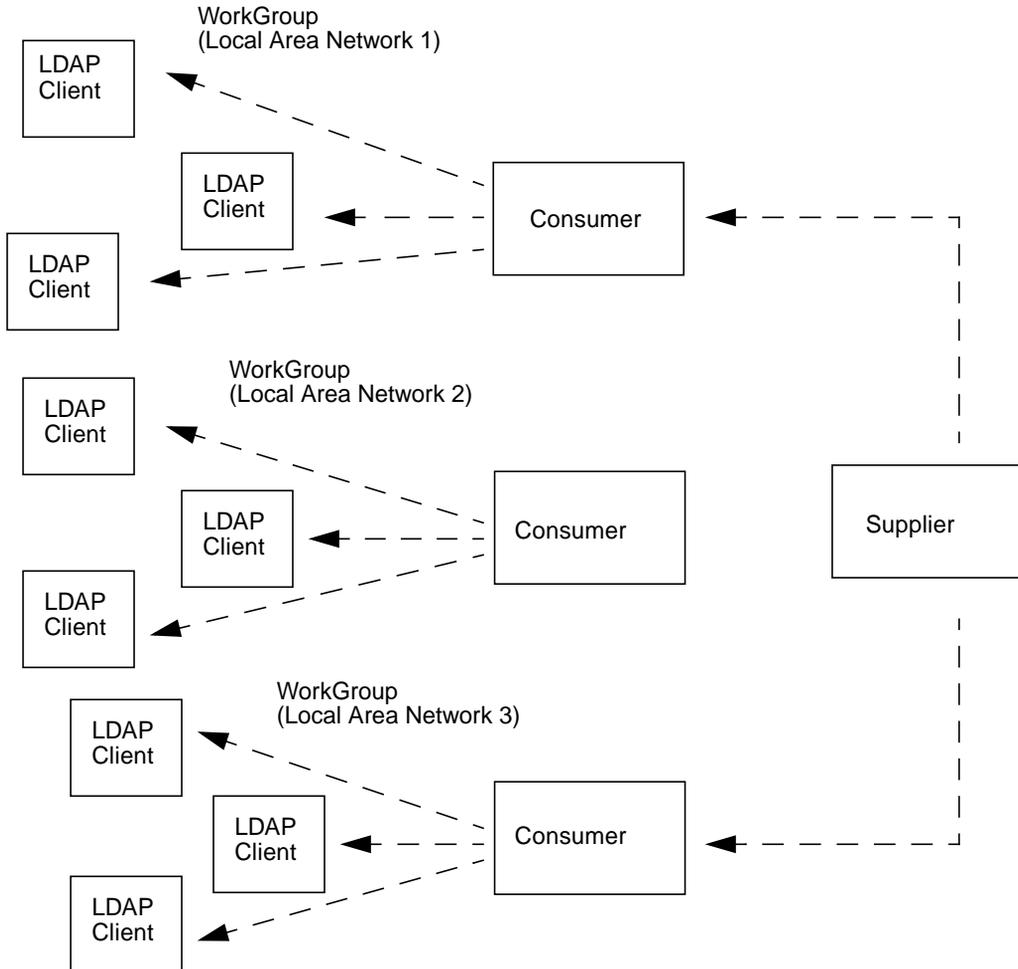 WorkGroup
(Local Area Network 1)
LDAP
Client
LDAP
Client
Consumer
LDAP
Client
WorkGroup
(Local Area Network 2)
LDAP
Client
LDAP
Client
Consumer
Supplier
LDAP
Client
WorkGroup
(Local Area Network 3)
LDAP
Client
LDAP
Client
Consumer
LDAP
Client